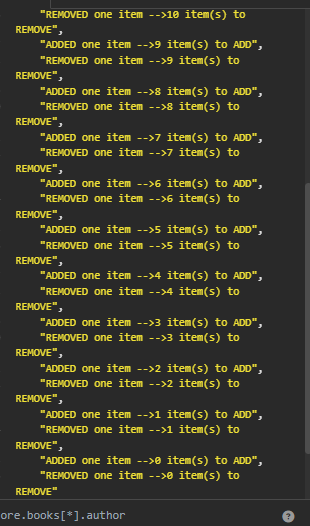 "REMOVED one item -->10 item(s) to
REMOVE",
"ADDED one item -->9 item(s) to ADD",
"REMOVED one item -->9 item(s) to
REMOVE",
"ADDED one item -->8 item(s) to ADD",
"REMOVED one item -->8 item(s) to
REMOVE",
"ADDED one item -->7 item(s) to ADD",
"REMOVED one item -->7 item(s) to
REMOVE",
"ADDED one item -->6 item(s) to ADD",
"REMOVED one item -->6 item(s) to
REMOVE",
"ADDED one item -->5 item(s) to ADD",
"REMOVED one item -->5 item(s) to
REMOVE",
"ADDED one item -->4 item(s) to ADD",
"REMOVED one item -->4 item(s) to
REMOVE",
"ADDED one item -->3 item(s) to ADD",
"REMOVED one item -->3 item(s) to
REMOVE",
"ADDED one item -->2 item(s) to ADD",
"REMOVED one item -->2 item(s) to
REMOVE",
"ADDED one item -->1 item(s) to ADD",
"REMOVED one item -->1 item(s) to
REMOVE",
"ADDED one item -->0 item(s) to ADD",
"REMOVED one item -->0 item(s) to
REMOVE"
ore.books[*].author ?